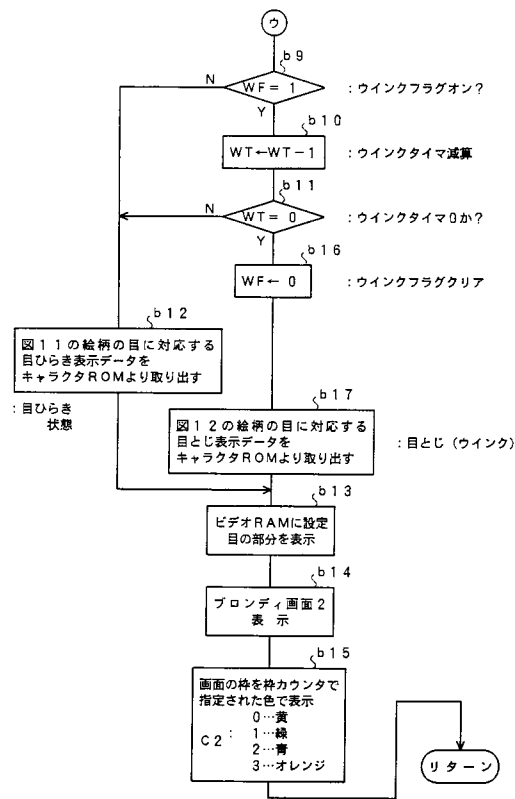 ウ
b9
N
WF=1
:ウインクフラグオン?
Y
b10
WT←WT-1
:ウインクタイマ減算
b11
N
WT=0
:ウインクタイマ0か?
Y
b16
WF←0
:ウインクフラグクリア
b12
図11の絵柄の目に対応する
目ひらき表示データを
キャラクタROMより取り出す
:目ひらき
状態
b17
図12の絵柄の目に対応する
目とじ表示データを
キャラクタROMより取り出す
:目とじ(ウインク)
b13
ビデオRAMに設定
目の部分を表示
b14
ブロンディ画面2
表 示
b15
画面の枠を枠カウンタで
指定された色で表示
0…黄
C2: 1…緑
2…青
3…オレンジ
リターン